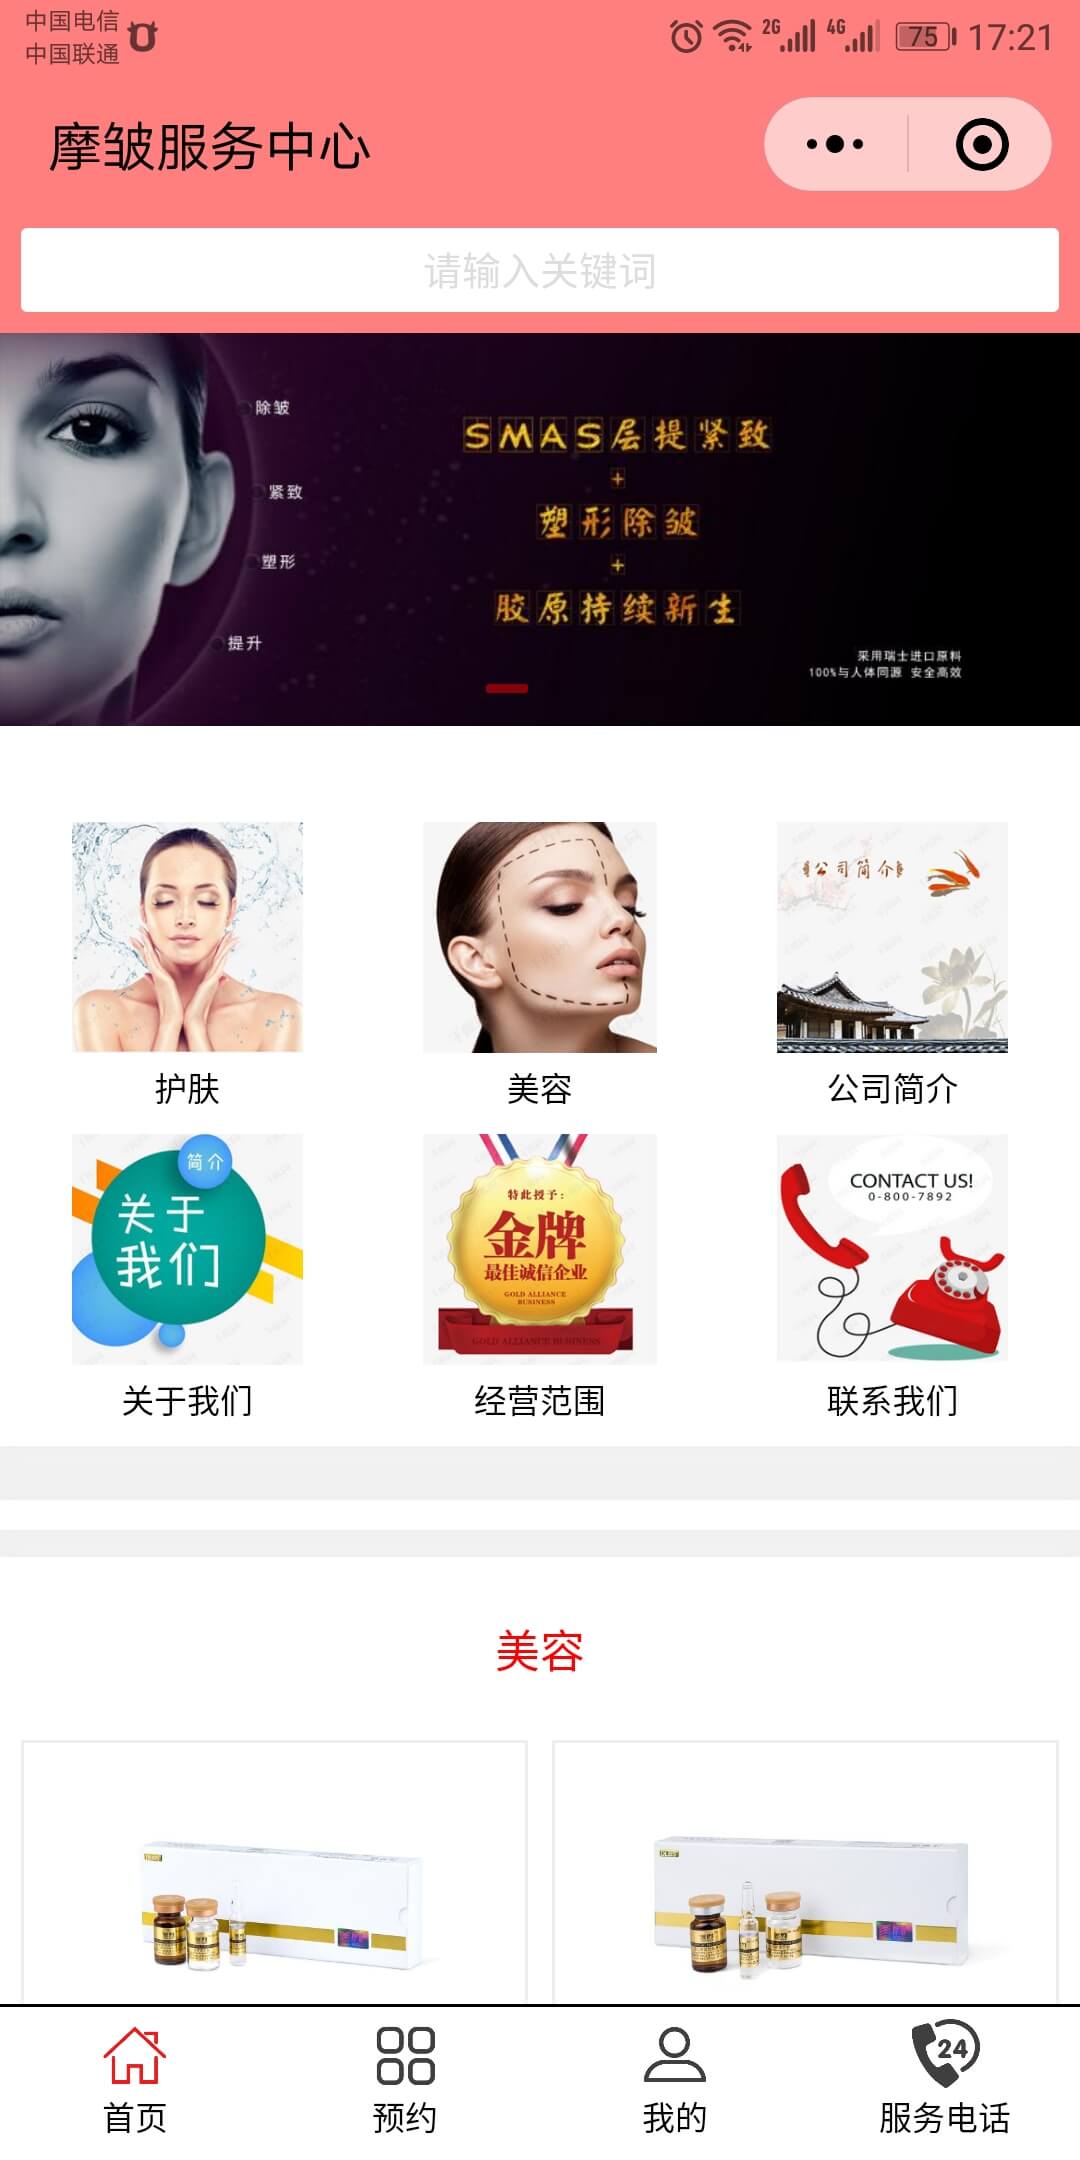 中国电信
中国联通
2G 4G 75 17:21
摩皱服务中心
请输入关键词
除皱
紧致
塑形
提升
SMAS层提紧致
+
塑形除皱
+
胶原持续新生
采用瑞士进口原料
100%与人体同源 安全高效
公司简介
护肤
美容
公司简介
简介
关于
我们
特此授予：
金牌
最佳诚信企业
GOLD ALLIANCE
BUSINESS
GOLD ALLIANCE BUSINESS
CONTACT US!
0-800-7892
关于我们
经营范围
联系我们
美容
24
首页
预约
我的
服务电话